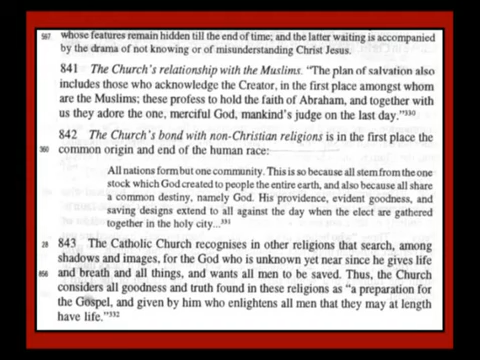 597 whose features remain hidden till the end of time; and the latter waiting is accompanied
by the drama of not knowing or of misunderstanding Christ Jesus.
841 The Church's relationship with the Muslims. "The plan of salvation also
includes those who acknowledge the Creator, in the first place amongst whom
are the Muslims; these profess to hold the faith of Abraham, and together with
us they adore the one, merciful God, mankind's judge on the last day."330
842 The Church's bond with non-Christian religions is in the first place the
360 common origin and end of the human race:
All nations form but one community. This is so because all stem from the one
stock which God created to people the entire earth, and also because all share
a common destiny, namely God. His providence, evident goodness, and
saving designs extend to all against the day when the elect are gathered
together in the holy city...331
28 843 The Catholic Church recognises in other religions that search, among
shadows and images, for the God who is unknown yet near since he gives life
856 and breath and all things, and wants all men to be saved. Thus, the Church
considers all goodness and truth found in these religions as "a preparation for
the Gospel, and given by him who enlightens all men that they may at length
have life."332